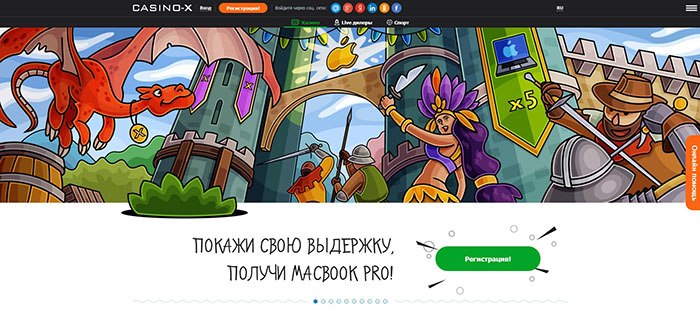 CASINO-X Вход Регистрация! Войдите через соц. сети: RU
Казино Live дилеры Спорт
x5
Онлайн помощь
ПОКАЖИ СВОЮ ВЫДЕРЖКУ,
ПОЛУЧИ MACBOOK PRO!
Регистрация!